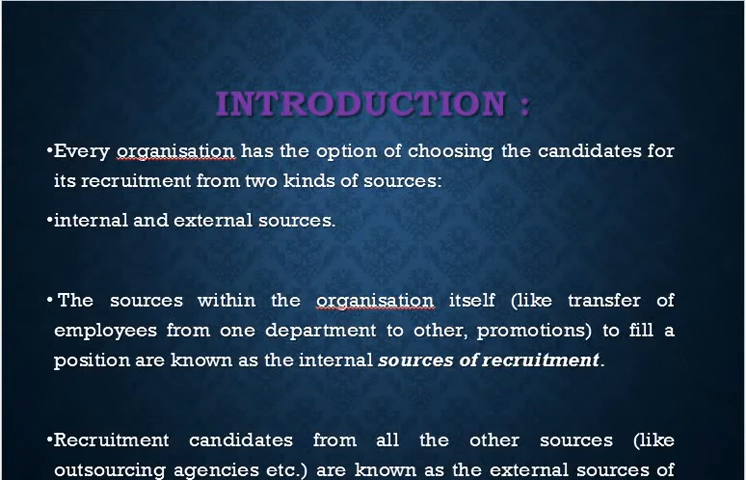 INTRODUCTION :
•Every organisation has the option of choosing the candidates for
its recruitment from two kinds of sources:
•internal and external sources.
• The sources within the organisation itself (like transfer of
employees from one department to other, promotions) to fill a
position are known as the internal sources of recruitment.
•Recruitment candidates from all the other sources (like
outsourcing agencies etc.) are known as the external sources of